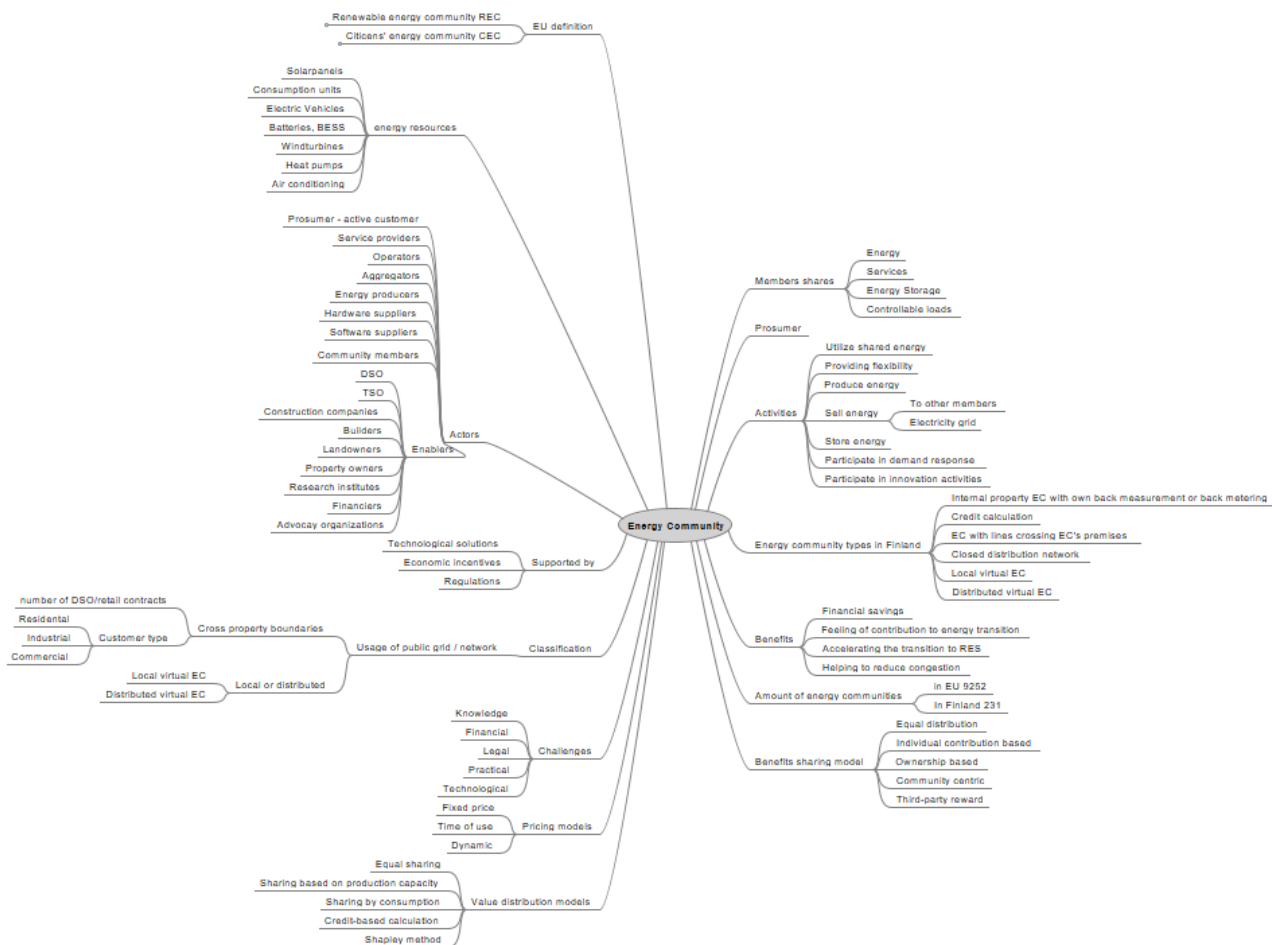 Renewable energy community REC
Citicens' energy community CEC
EU definition
Solarpanels
Consumption units
Electric Vehicles
Batteries, BESS
Windturbines
Heat pumps
Air conditioning
energy resources
Prosumer - active customer
Service providers
Operators
Aggregators
Energy producers
Hardware suppliers
Software suppliers
Community members
DSO
TSO
Construction companies
Builders
Landowners
Property owners
Research institutes
Financiers
Advocay organizations
Enablers
Actors
Technological solutions
Economic incentives
Regulations
Supported by
number of DSO/retail contracts
Residental
Industrial
Commercial
Customer type
Cross property boundaries
Local virtual EC
Distributed virtual EC
Local or distributed
Usage of public grid / network
Classification
Knowledge
Financial
Legal
Practical
Technological
Challenges
Fixed price
Time of use
Dynamic
Pricing models
Equal sharing
Sharing based on production capacity
Sharing by consumption
Credit-based calculation
Shapley method
Value distribution models
Energy Community
Members shares
Energy
Services
Energy Storage
Controllable loads
Prosumer
Activities
Utilize shared energy
Providing flexibility
Produce energy
Sell energy
To other members
Electricity grid
Store energy
Participate in demand response
Participate in innovation activities
Energy community types in Finland
Internal property EC with own back measurement or back metering
Credit calculation
EC with lines crossing EC's premises
Closed distribution network
Local virtual EC
Distributed virtual EC
Benefits
Financial savings
Feeling of contribution to energy transition
Accelerating the transition to RES
Helping to reduce congestion
Amount of energy communities
in EU 9252
In Finland 231
Benefits sharing model
Equal distribution
Individual contribution based
Ownership based
Community centric
Third-party reward